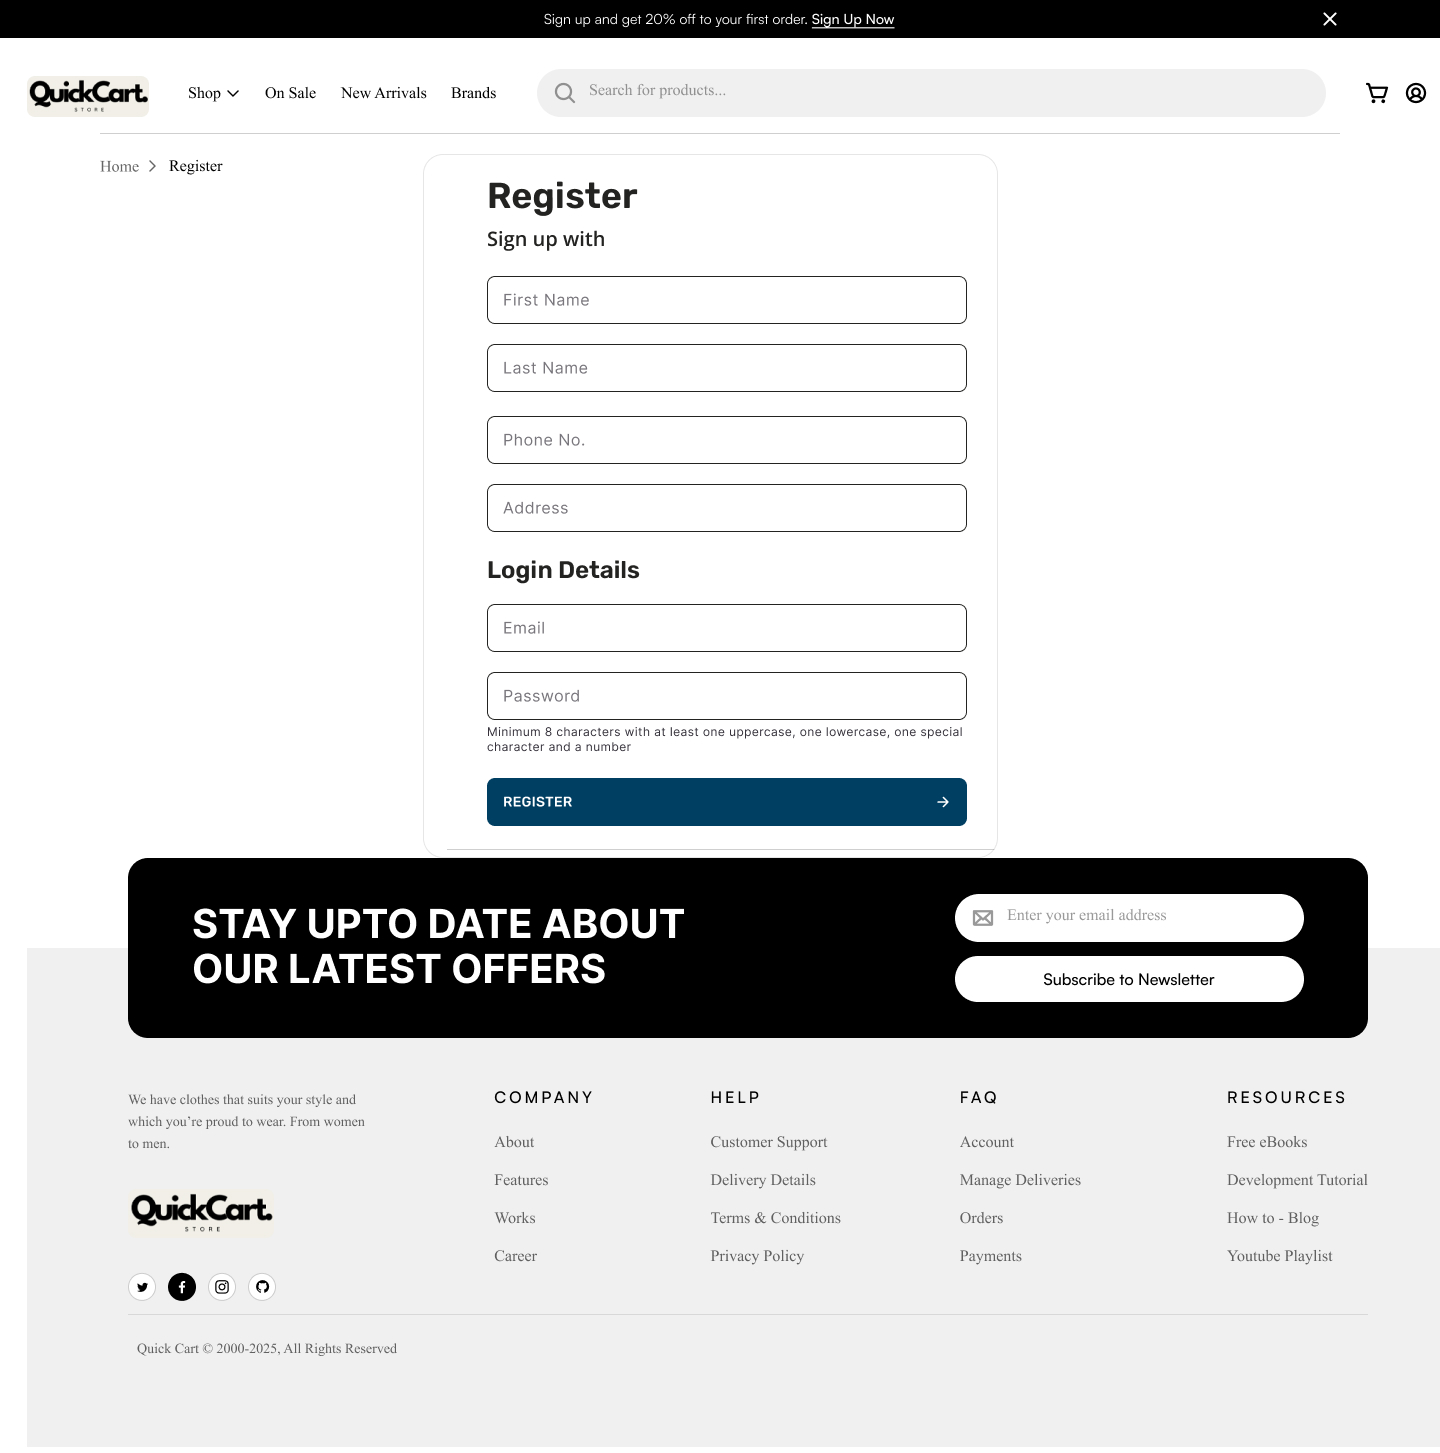 Sign up and get 20% off to your first order. Sign Up Now
QuickCart.
STORE
Shop
On Sale
New Arrivals
Brands
Search for products...
Home
Register
Register
Sign up with
First Name
Last Name
Phone No.
Address
Login Details
Email
Password
Minimum 8 characters with at least one uppercase, one lowercase, one special
character and a number
REGISTER
STAY UPTO DATE ABOUT
OUR LATEST OFFERS
Enter your email address
Subscribe to Newsletter
We have clothes that suits your style and
which you’re proud to wear. From women
to men.
QuickCart.
STORE
COMPANY
About
Features
Works
Career
HELP
Customer Support
Delivery Details
Terms & Conditions
Privacy Policy
FAQ
Account
Manage Deliveries
Orders
Payments
RESOURCES
Free eBooks
Development Tutorial
How to - Blog
Youtube Playlist
Quick Cart © 2000-2025, All Rights Reserved